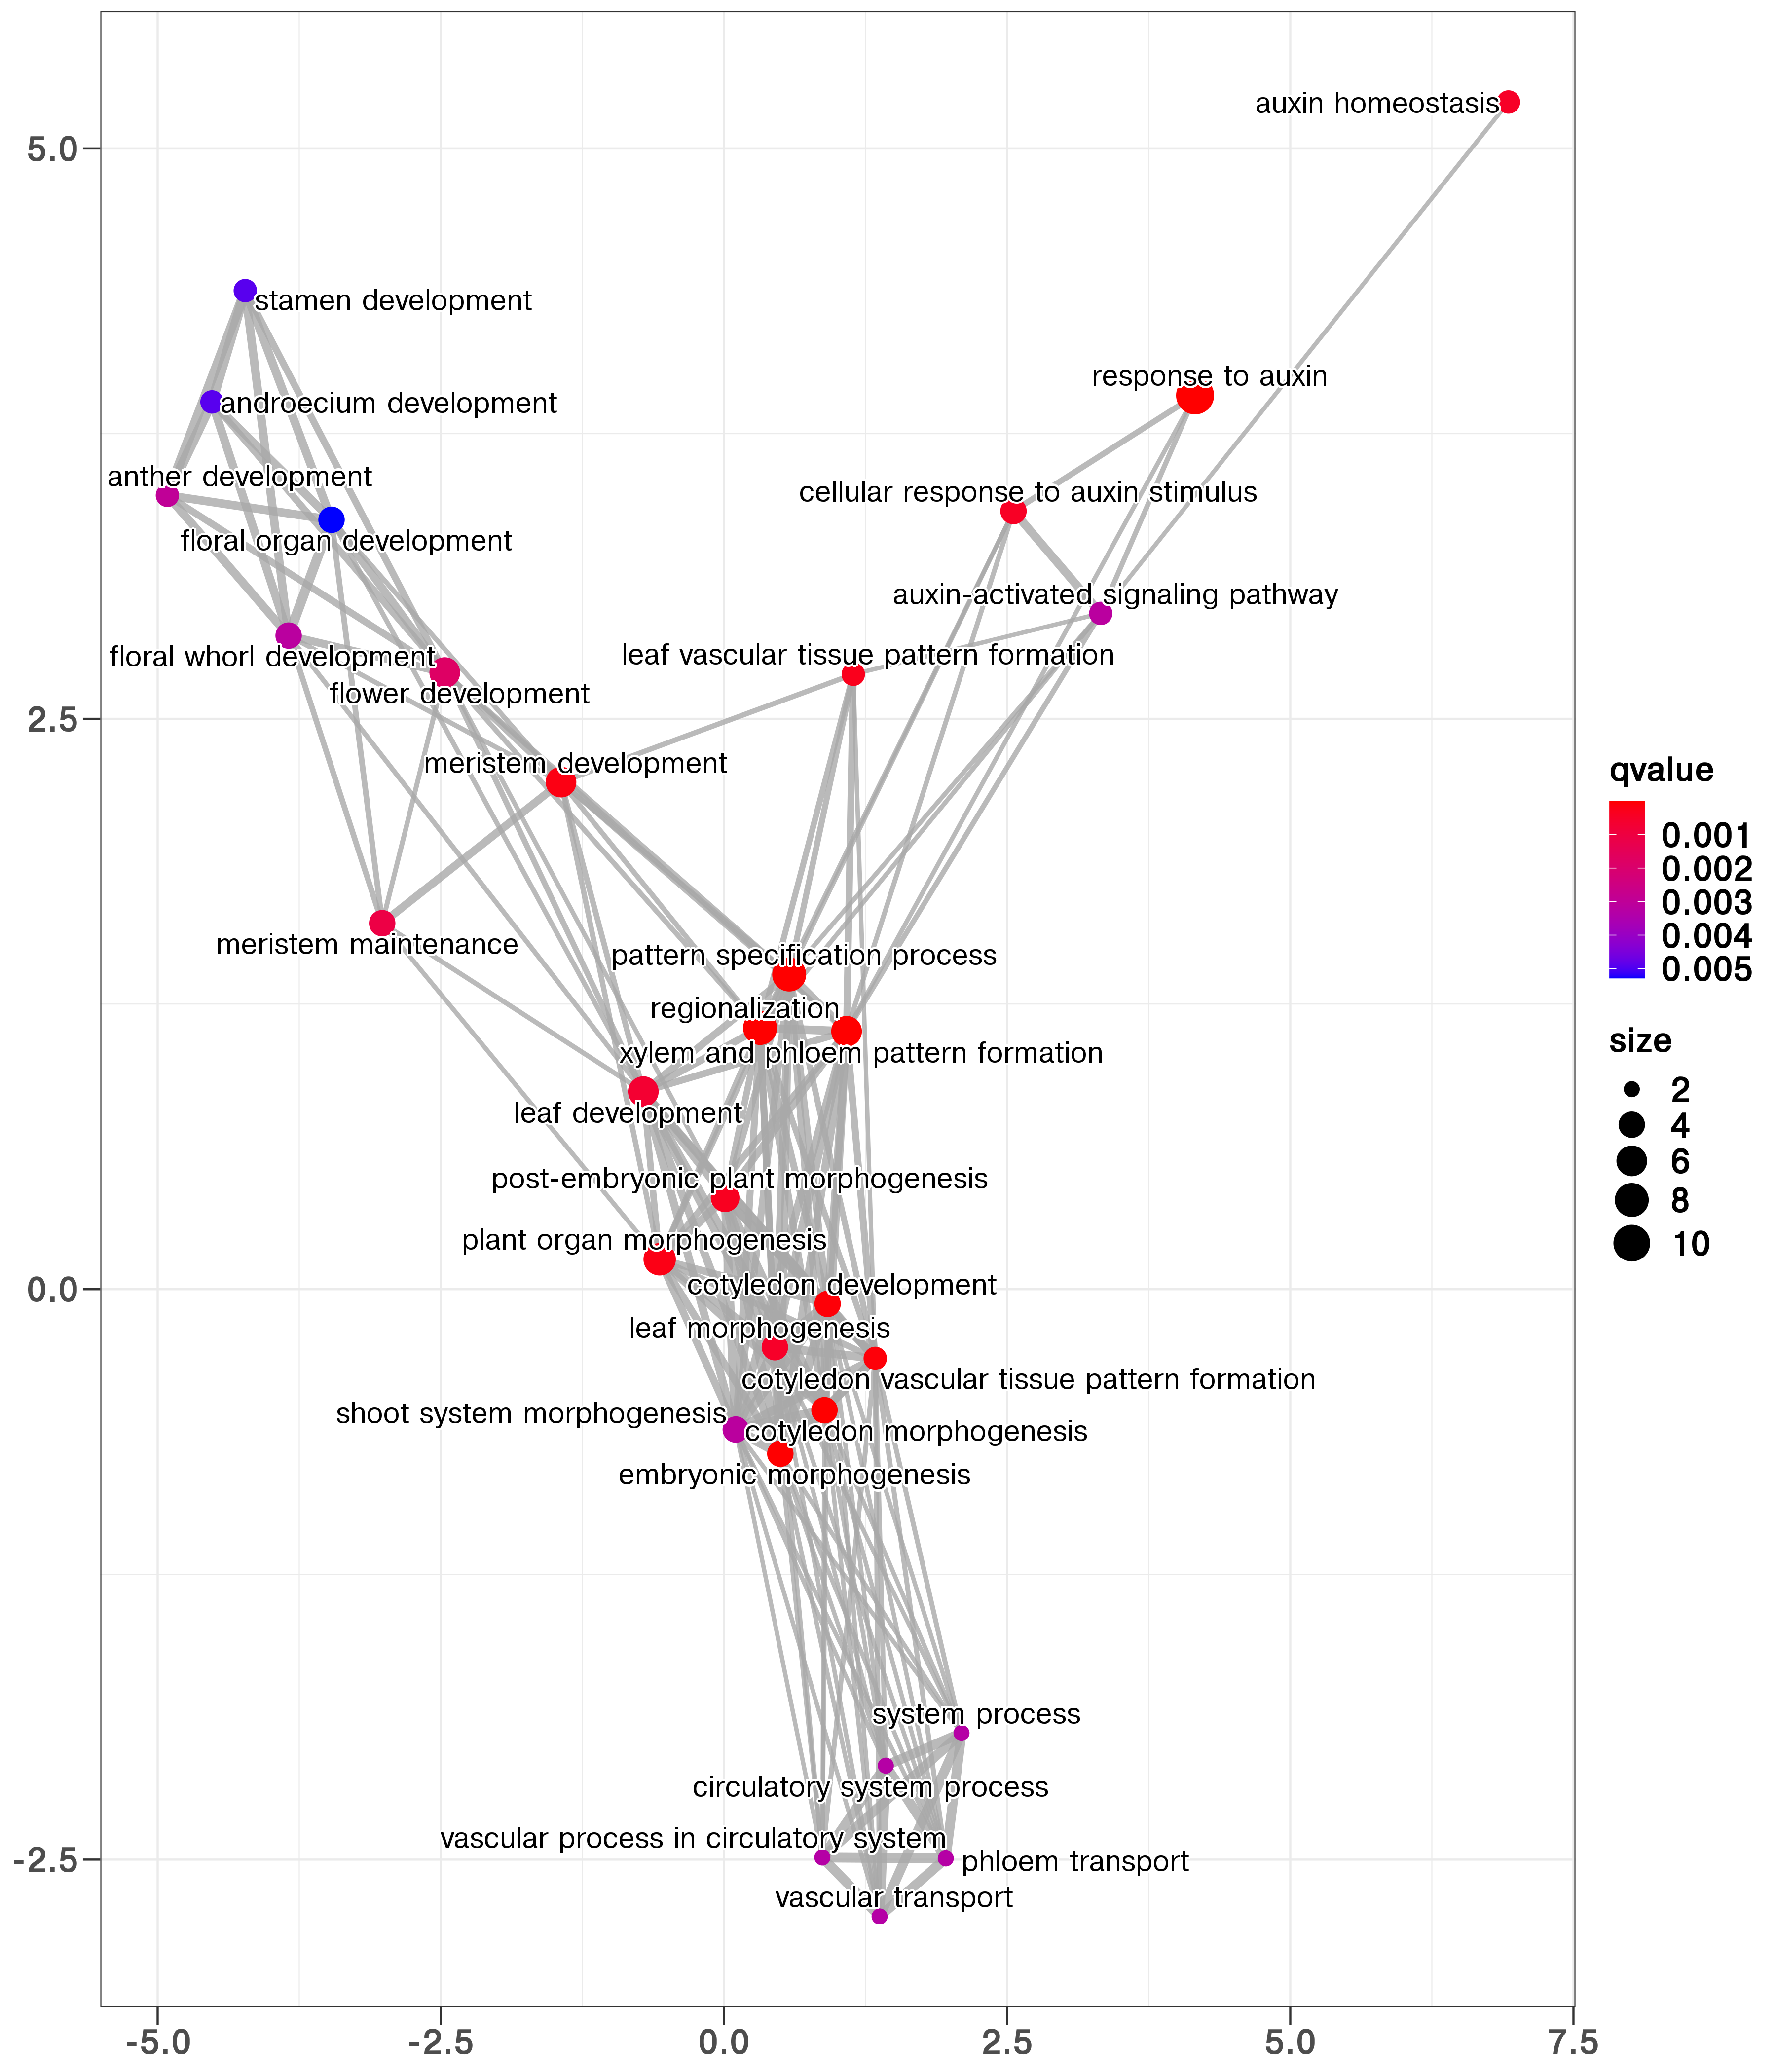 auxin homeostasis
5.0
stamen development
response to auxin
androecium development
anther development
cellular response to auxin stimulus
floral organ development
auxin-activated signaling pathway
floral whorl development
leaf vascular tissue pattern formation
flower development
2.5
meristem development
qvalue
0.001
0.002
0.003
0.004
0.005
meristem maintenance
pattern specification process
regionalization
xylem and phloem pattern formation
size
2
4
6
8
10
leaf development
post-embryonic plant morphogenesis
plant organ morphogenesis
0.0
cotyledon development
leaf morphogenesis
cotyledon vascular tissue pattern formation
shoot system morphogenesis
cotyledon morphogenesis
embryonic morphogenesis
system process
circulatory system process
vascular process in circulatory system
-2.5
phloem transport
vascular transport
-5.0
-2.5
0.0
2.5
5.0
7.5